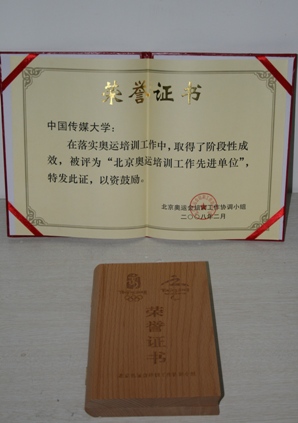 荣誉证书
中国传媒大学：
在落实奥运培训工作中，取得了阶段性成
效，被评为“北京奥运培训工作先进单位”，
特发此证，以资鼓励。
北京奥运会培训工作协调小组
二〇〇八年二月
荣誉证书